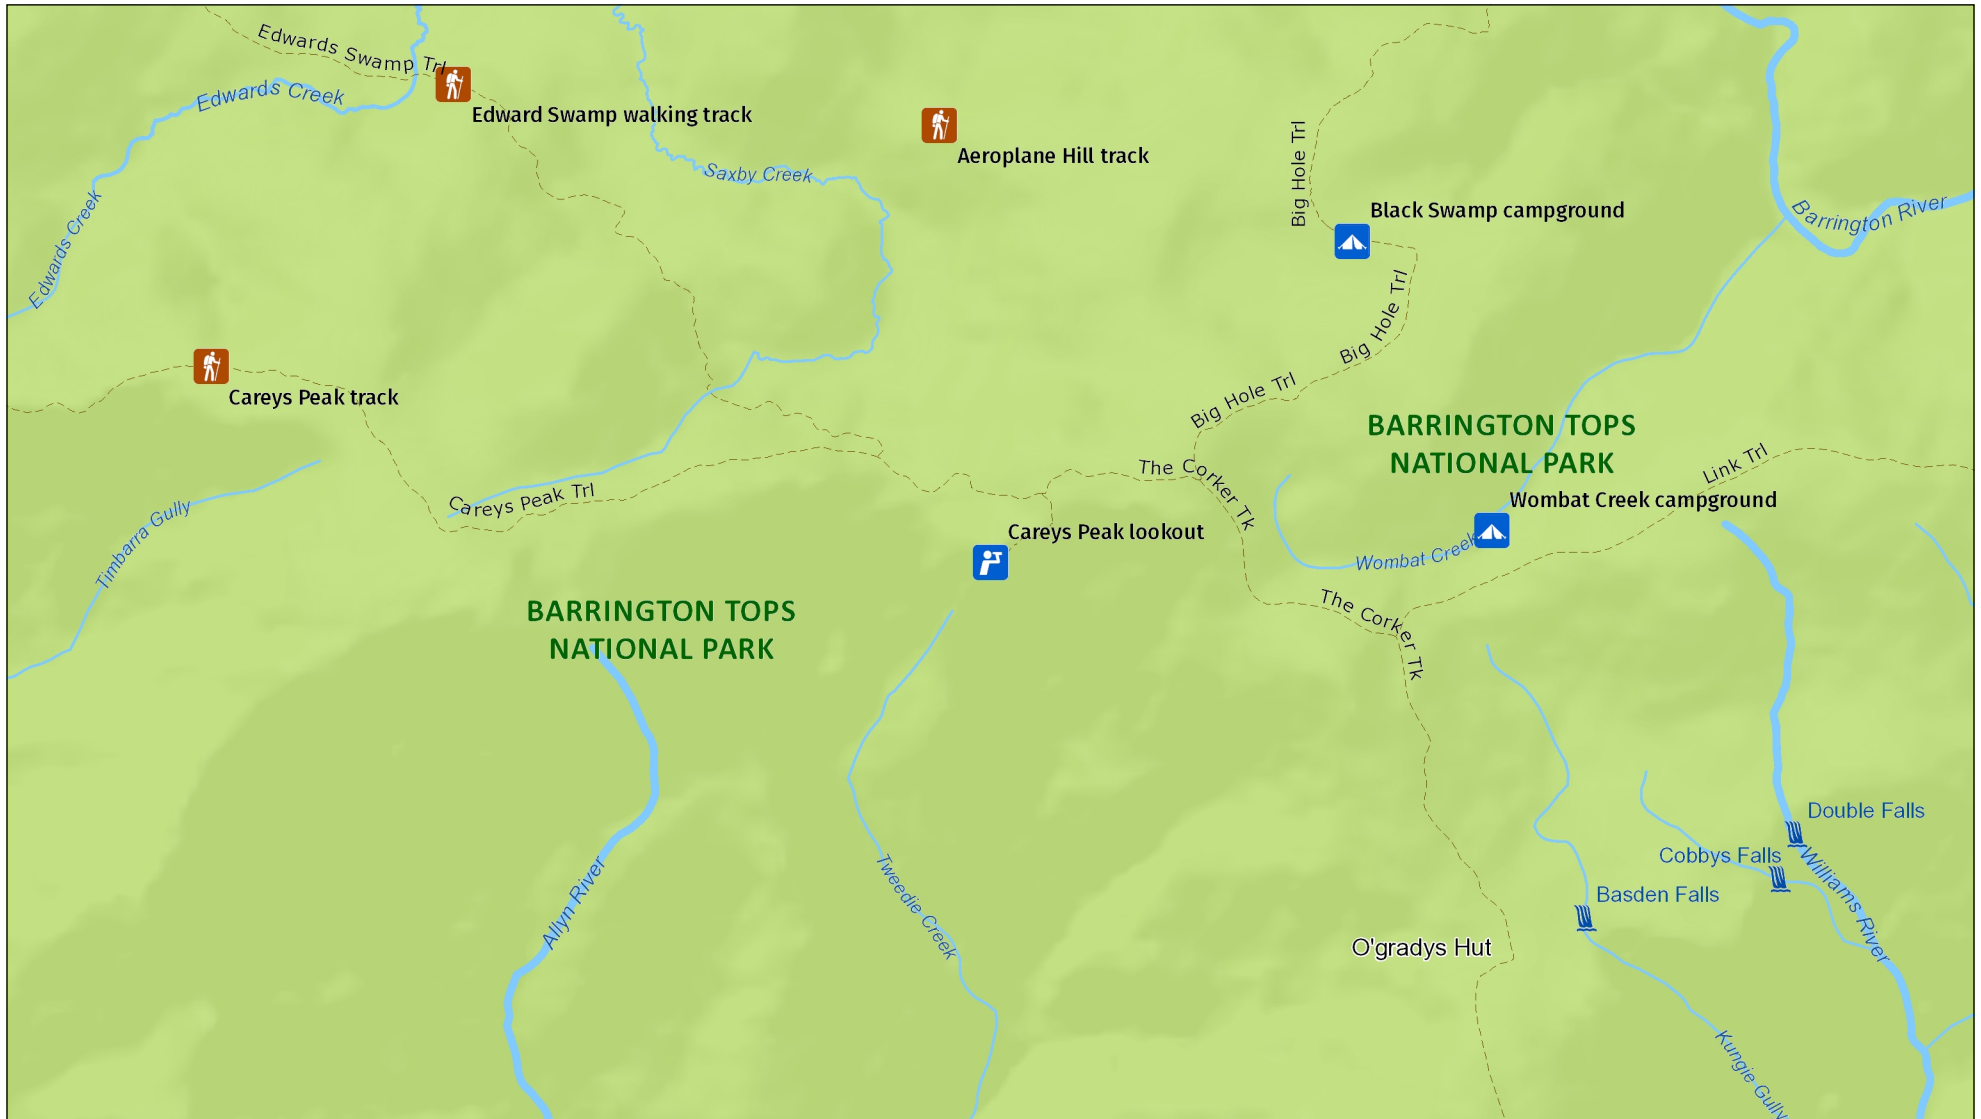 Edwards Swamp Trl
Edwards Creek
Edward Swamp walking track
Saxby Creek
Aeroplane Hill track
Big Hole Trl
Black Swamp campground
Barrington River
Edwards Creek
Big Hole Trl
Careys Peak track
Big Hole Trl
BARRINGTON TOPS
NATIONAL PARK
The Corker Tk
Link Trl
Careys Peak Trl
Wombat Creek campground
Timbarra Gully
Careys Peak lookout
Wombat Creek
BARRINGTON TOPS
NATIONAL PARK
The Corker Tk
Double Falls
Cobbys Falls
Williams River
Basden Falls
Allyn River
Tweedie Creek
O'gradys Hut
Kungie Gully